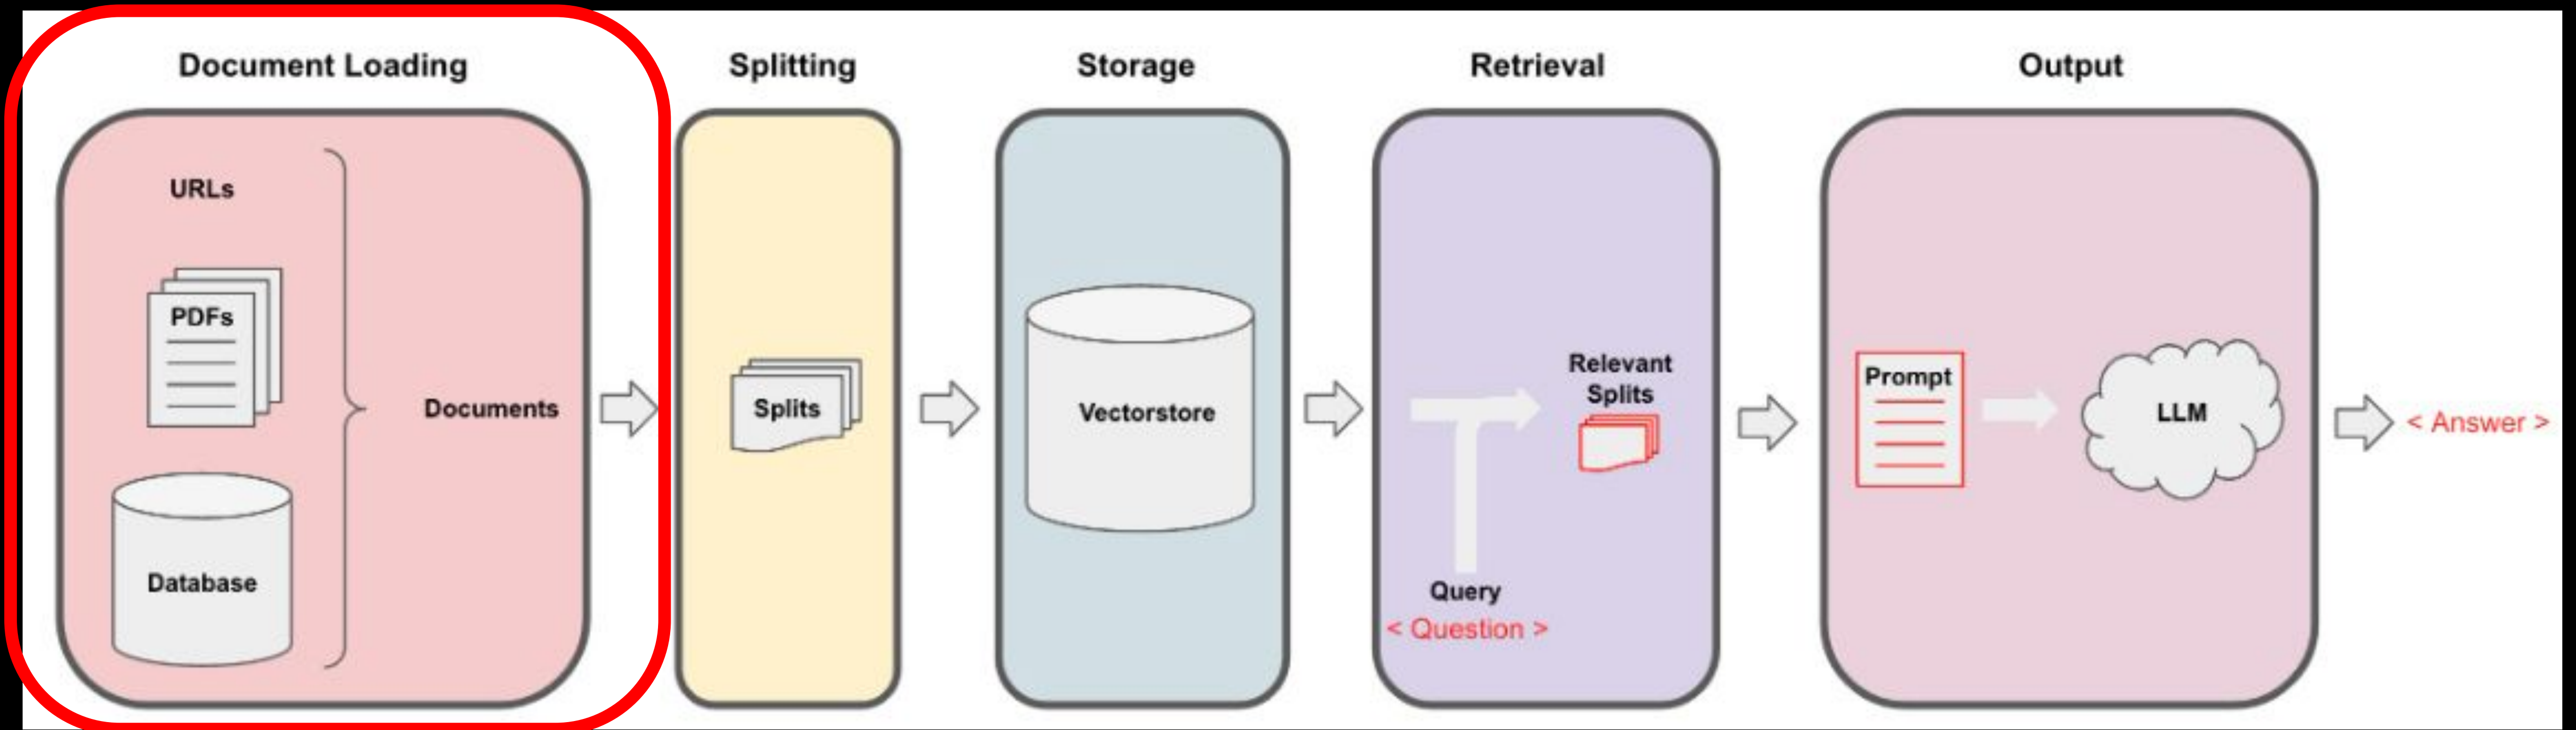 Document Loading
URLs
PDFs
Database
Documents
Splitting
Splits
Storage
Vectorstore
Retrieval
Relevant
Splits
Query
< Question >
Output
Prompt
LLM
< Answer >